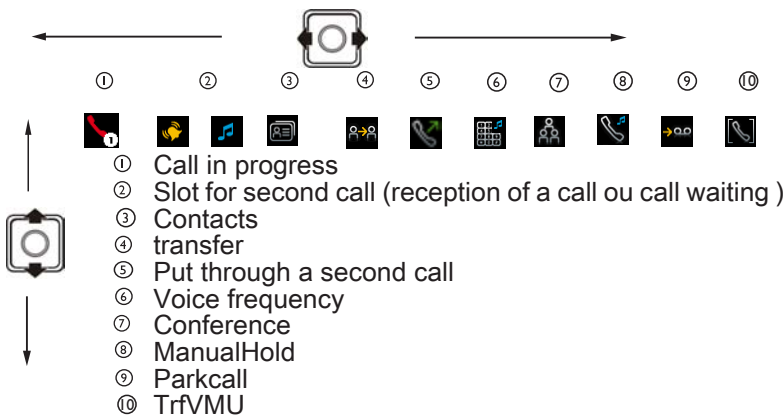 ① ② ③ ④ ⑤ ⑥ ⑦ ⑧ ⑨ ⑩
1
① Call in progress
② Slot for second call (reception of a call ou call waiting )
③ Contacts
④ transfer
⑤ Put through a second call
⑥ Voice frequency
⑦ Conference
⑧ ManualHold
⑨ Parkcall
⑩ TrfVMU